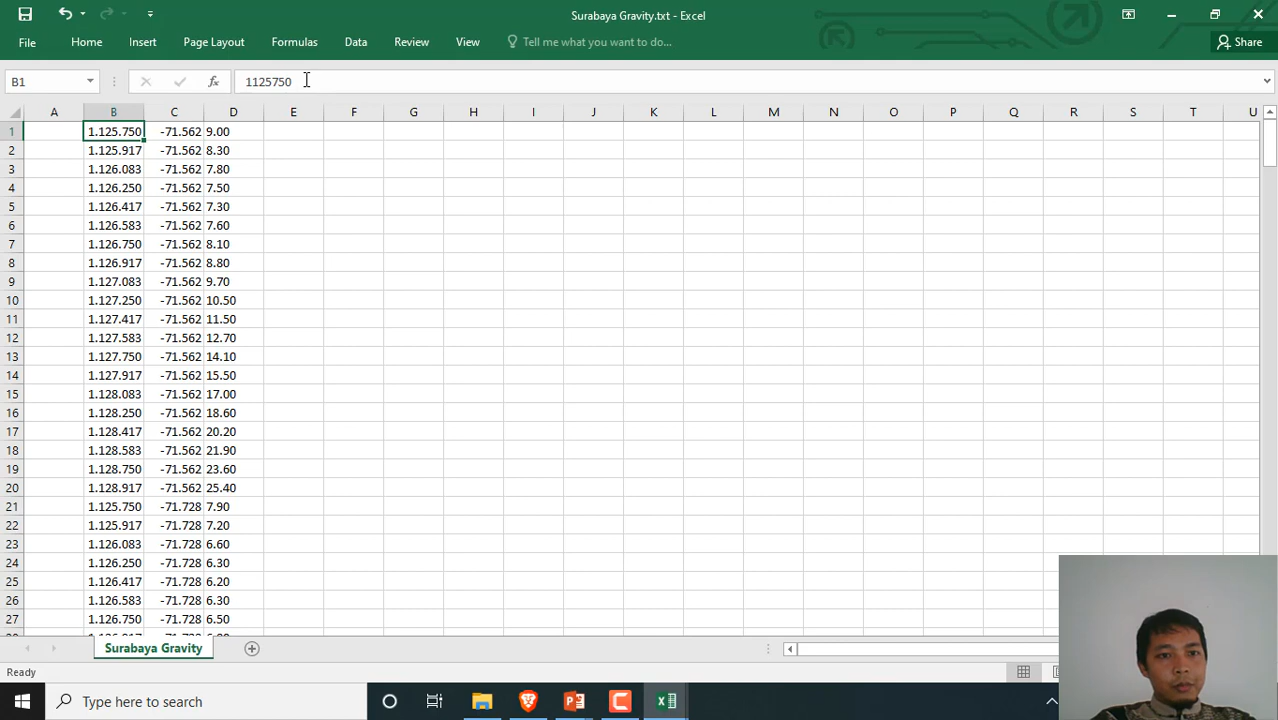 Surabaya Gravity.txt - Excel
File Home Insert Page Layout Formulas Data Review View Tell me what you want to do... Share
B1 fx 1125750
A B C D E F G H I J K L M N O P Q R S T U
1 1.125.750 -71.562 9.00
2 1.125.917 -71.562 8.30
3 1.126.083 -71.562 7.80
4 1.126.250 -71.562 7.50
5 1.126.417 -71.562 7.30
6 1.126.583 -71.562 7.60
7 1.126.750 -71.562 8.10
8 1.126.917 -71.562 8.80
9 1.127.083 -71.562 9.70
10 1.127.250 -71.562 10.50
11 1.127.417 -71.562 11.50
12 1.127.583 -71.562 12.70
13 1.127.750 -71.562 14.10
14 1.127.917 -71.562 15.50
15 1.128.083 -71.562 17.00
16 1.128.250 -71.562 18.60
17 1.128.417 -71.562 20.20
18 1.128.583 -71.562 21.90
19 1.128.750 -71.562 23.60
20 1.128.917 -71.562 25.40
21 1.125.750 -71.728 7.90
22 1.125.917 -71.728 7.20
23 1.126.083 -71.728 6.60
24 1.126.250 -71.728 6.30
25 1.126.417 -71.728 6.20
26 1.126.583 -71.728 6.30
27 1.126.750 -71.728 6.50
Surabaya Gravity
Ready
Type here to search